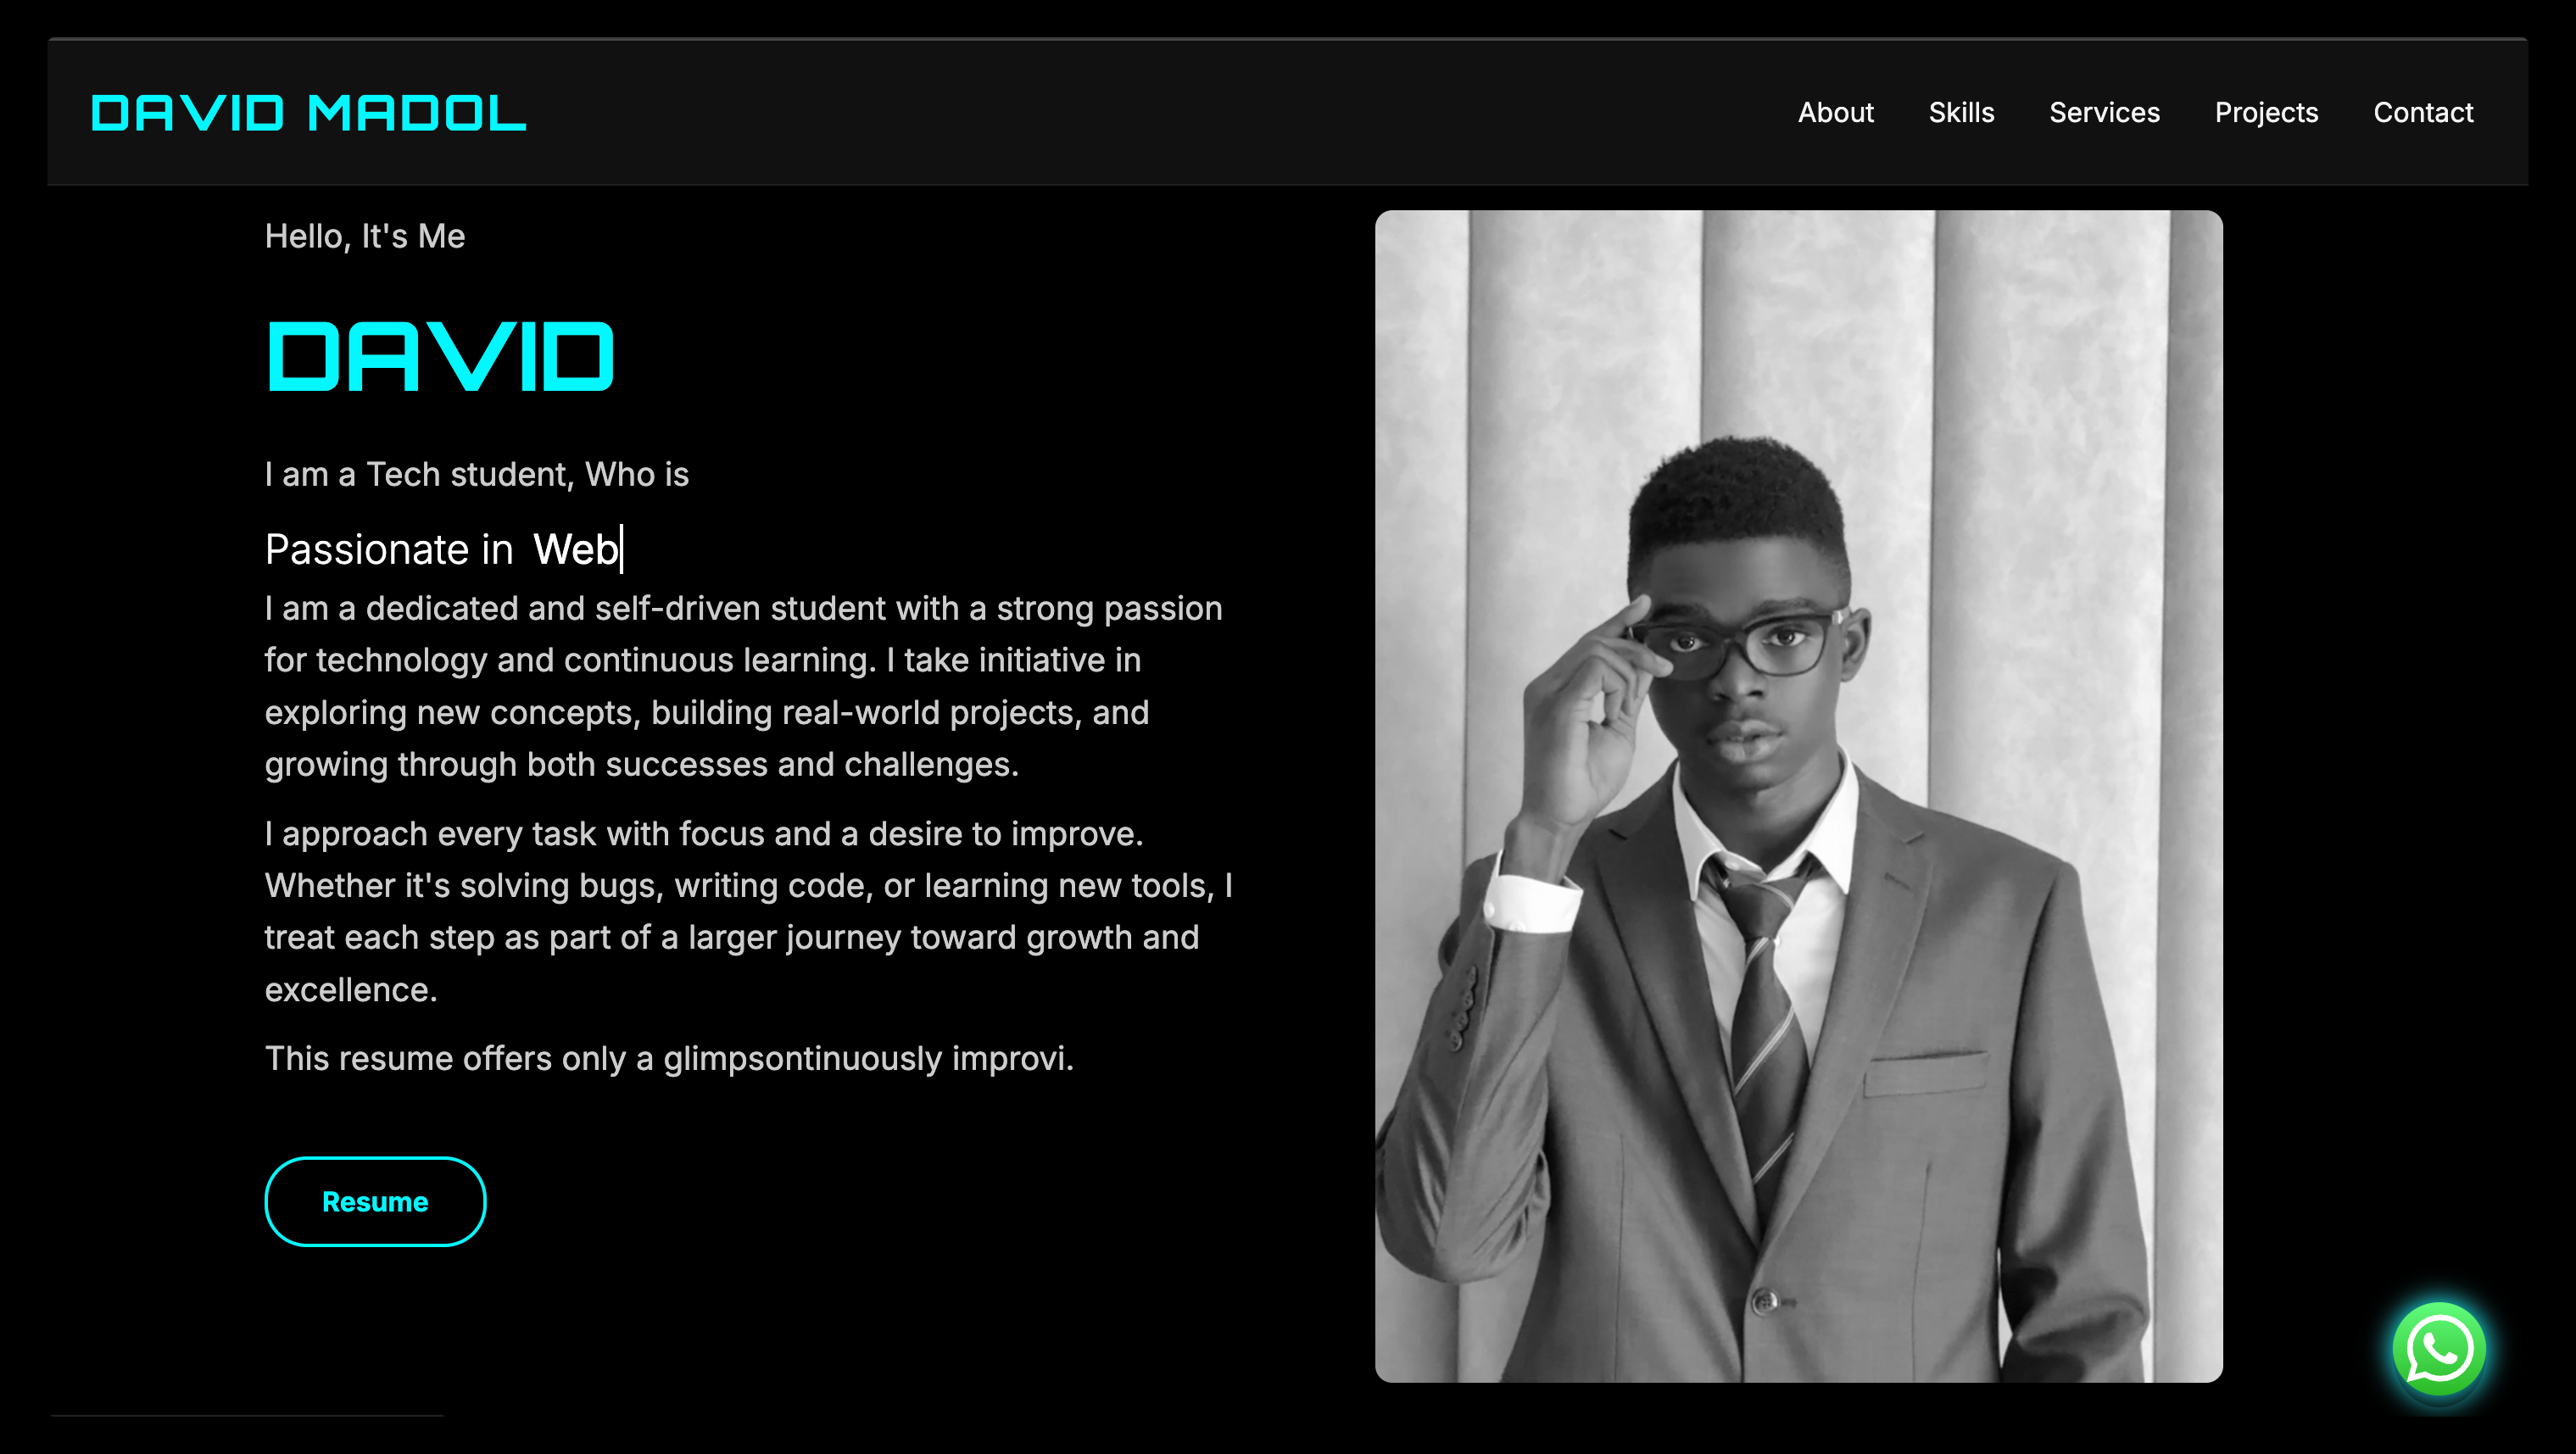 DAVID MADOL
About Skills Services Projects Contact
Hello, It's Me
DAVID
I am a Tech student, Who is
Passionate in Web
I am a dedicated and self-driven student with a strong passion
for technology and continuous learning. I take initiative in
exploring new concepts, building real-world projects, and
growing through both successes and challenges.
I approach every task with focus and a desire to improve.
Whether it's solving bugs, writing code, or learning new tools, I
treat each step as part of a larger journey toward growth and
excellence.
This resume offers only a glimpsontinuously improvi.
Resume